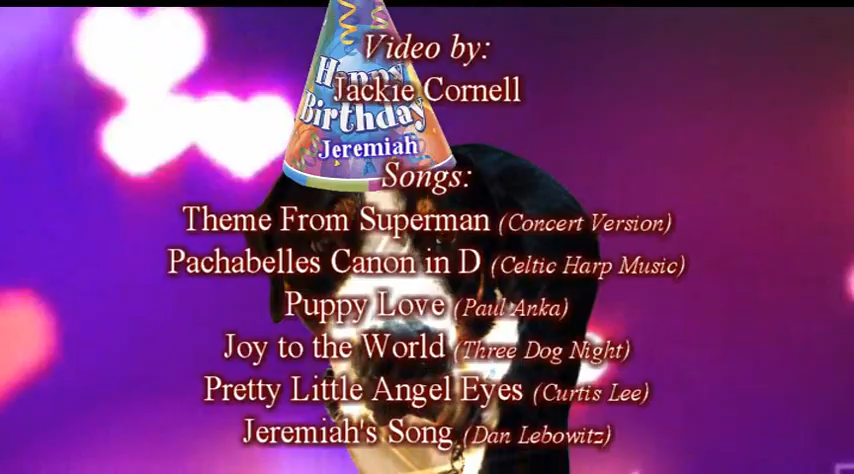 Video by:
Happy
Jackie Cornell
Birthday
Jeremiah
Songs:
Theme From Superman (Concert Version)
Pachabelles Canon in D (Celtic Harp Music)
Puppy Love (Paul Anka)
Joy to the World (Three Dog Night)
Pretty Little Angel Eyes (Curtis Lee)
Jeremiah's Song (Dan Lebowitz)